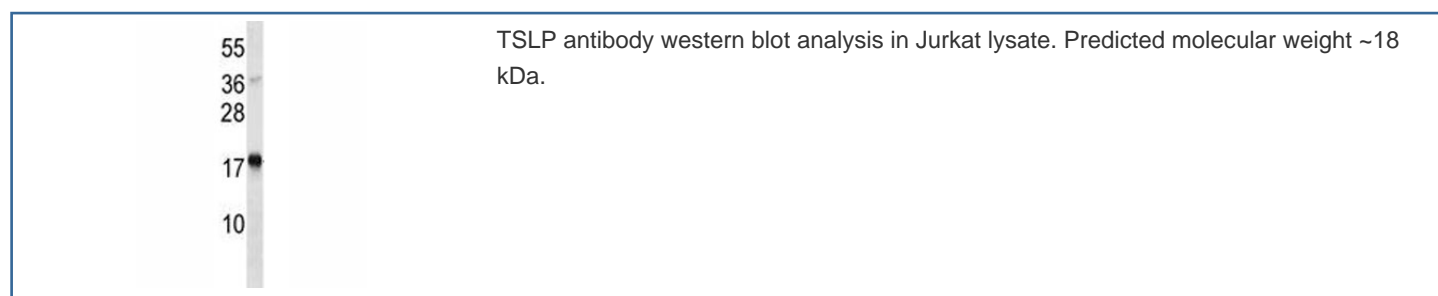 55
36
28
17
10
TSLP antibody western blot analysis in Jurkat lysate. Predicted molecular weight ~18
kDa.